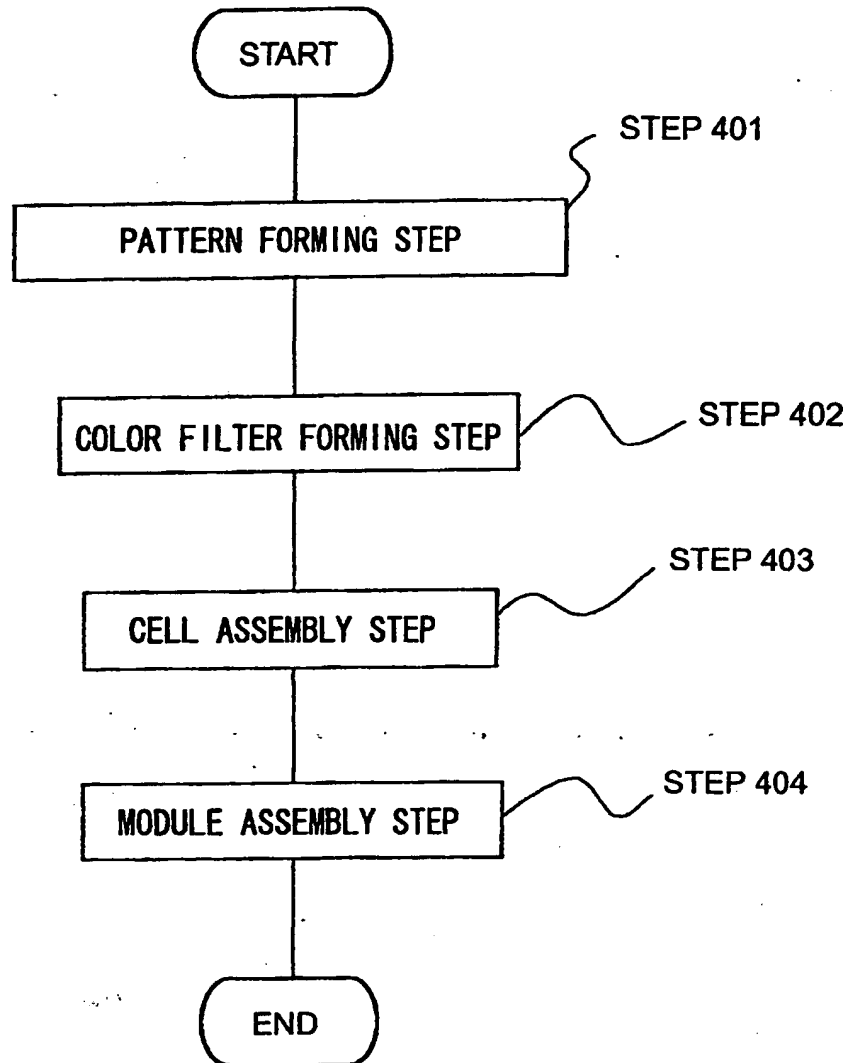 START
STEP 401
PATTERN FORMING STEP
STEP 402
COLOR FILTER FORMING STEP
STEP 403
CELL ASSEMBLY STEP
STEP 404
MODULE ASSEMBLY STEP
END